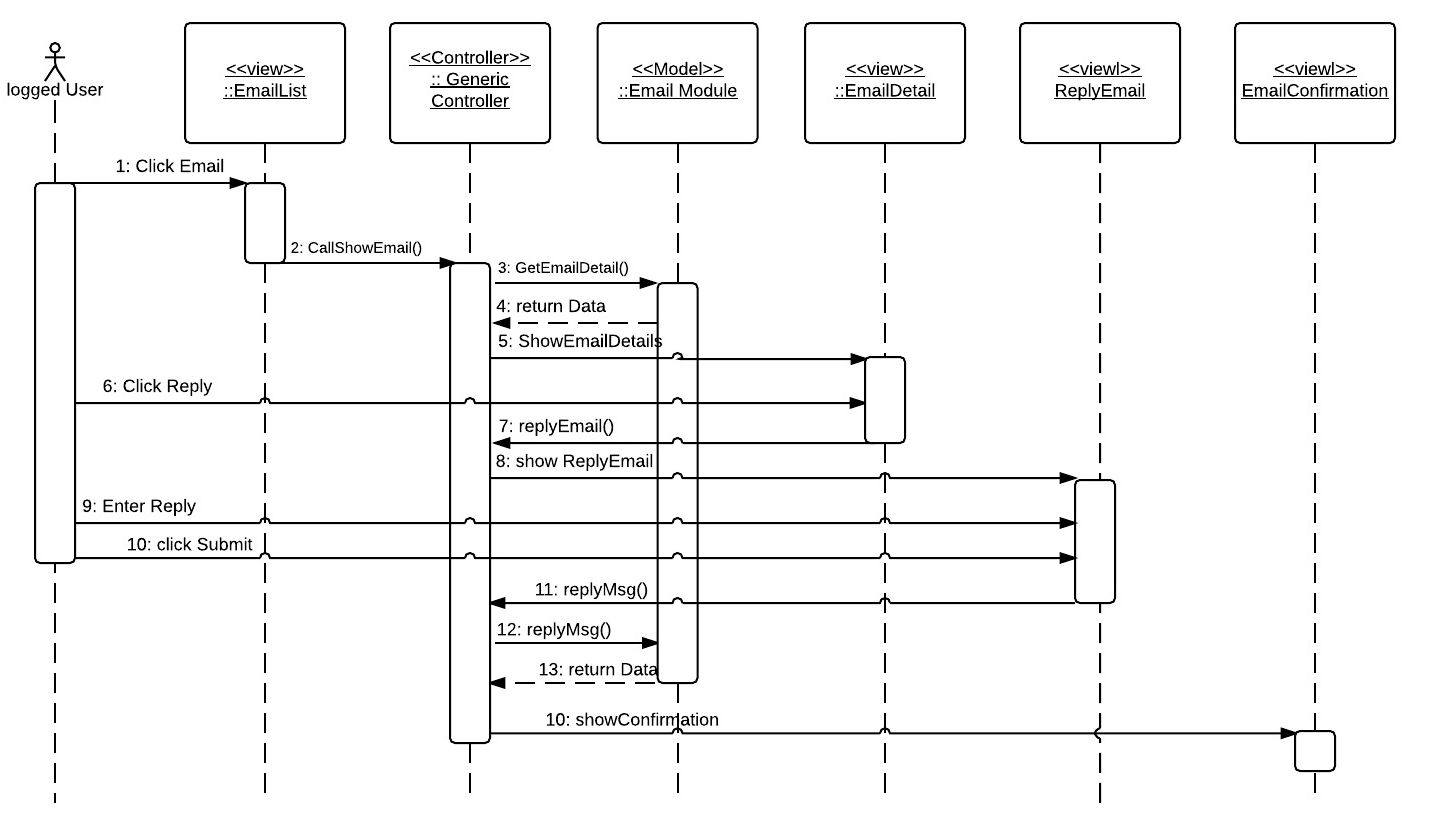 logged User
<<view>>
::EmailList
<<Controller>>
:: Generic
Controller
<<Model>>
::Email Module
<<view>>
::EmailDetail
<<viewl>>
ReplyEmail
<<viewl>>
EmailConfirmation
1: Click Email
2: CallShowEmail()
3: GetEmailDetail()
4: return Data
5: ShowEmailDetails
6: Click Reply
7: replyEmail()
8: show ReplyEmail
9: Enter Reply
10: click Submit
11: replyMsg()
12: replyMsg()
13: return Data
10: showConfirmation